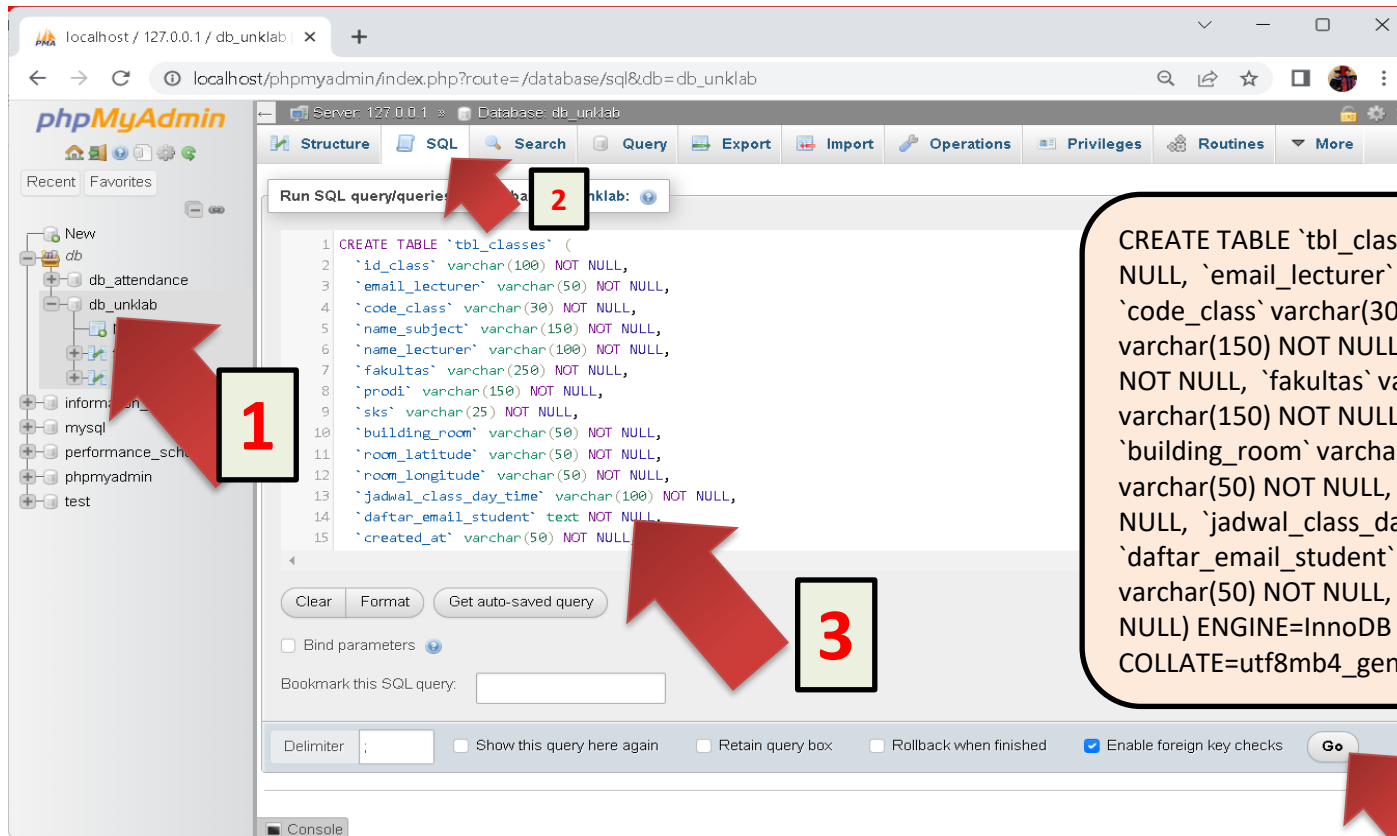 localhost / 127.0.0.1 / db_unklab
localhost/phpmyadmin/index.php?route=/database/sql&db=db_unklab
phpMyAdmin
Recent Favorites
New
db
db_attendance
db_unklab
mysql
phpmyadmin
test
Server: 127.0.0.1 » Database: db_unklab
Structure SQL Search Query Export Import Operations Privileges Routines More
Run SQL
1 CREATE TABLE `tbl_classes` (
2 `id_class` varchar(100) NOT NULL,
3 `email_lecturer` varchar(50) NOT NULL,
4 `code_class` varchar(30) NOT NULL,
5 `name_subject` varchar(150) NOT NULL,
6 `name_lecturer` varchar(100) NOT NULL,
7 `fakultas` varchar(250) NOT NULL,
8 `prodi` varchar(150) NOT NULL,
9 `sks` varchar(25) NOT NULL,
10 `building_room` varchar(50) NOT NULL,
11 `room_latitude` varchar(50) NOT NULL,
12 `room_longitude` varchar(50) NOT NULL,
13 `jadwal_class_day_time` varchar(100) NOT NULL,
14 `daftar_email_student` text NOT NULL,
15 `created_at` varchar(50) NOT NULL
Clear Format Get auto-saved query
Bind parameters
Bookmark this SQL query:
Delimiter ; Show this query here again Retain query box Rollback when finished Enable foreign key checks Go
Console
1
2
3
CREATE TABLE `tbl_clas
NULL, `email_lecturer`
`code_class` varchar(30
varchar(150) NOT NULL
NOT NULL, `fakultas` va
varchar(150) NOT NULL
`building_room` varcha
varchar(50) NOT NULL,
NULL, `jadwal_class_da
`daftar_email_student`
varchar(50) NOT NULL,
NULL) ENGINE=InnoDB
COLLATE=utf8mb4_gen